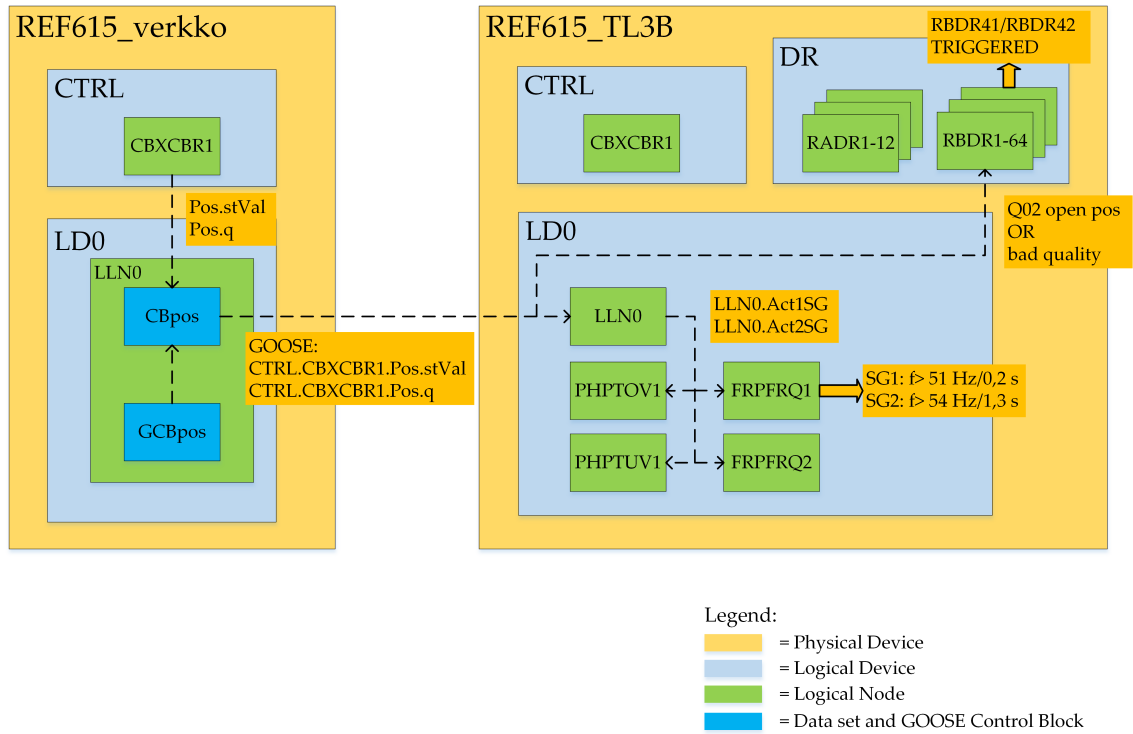 REF615_verkko
CTRL
CBXCBR1
Pos.stVal
Pos.q
LD0
LLN0
CBpos
GCBpos
GOOSE:
CTRL.CBXCBR1.Pos.stVal
CTRL.CBXCBR1.Pos.q
REF615_TL3B
CTRL
CBXCBR1
DR
RADR1-12
RBDR1-64
RBDR41/RBDR42
TRIGGERED
Q02 open pos
OR
bad quality
LD0
LLN0
LLN0.Act1SG
LLN0.Act2SG
PHPTOV1
FRPFRQ1
SG1: f> 51 Hz/0,2 s
SG2: f> 54 Hz/1,3 s
PHPTUV1
FRPFRQ2
Legend:
= Physical Device
= Logical Device
= Logical Node
= Data set and GOOSE Control Block